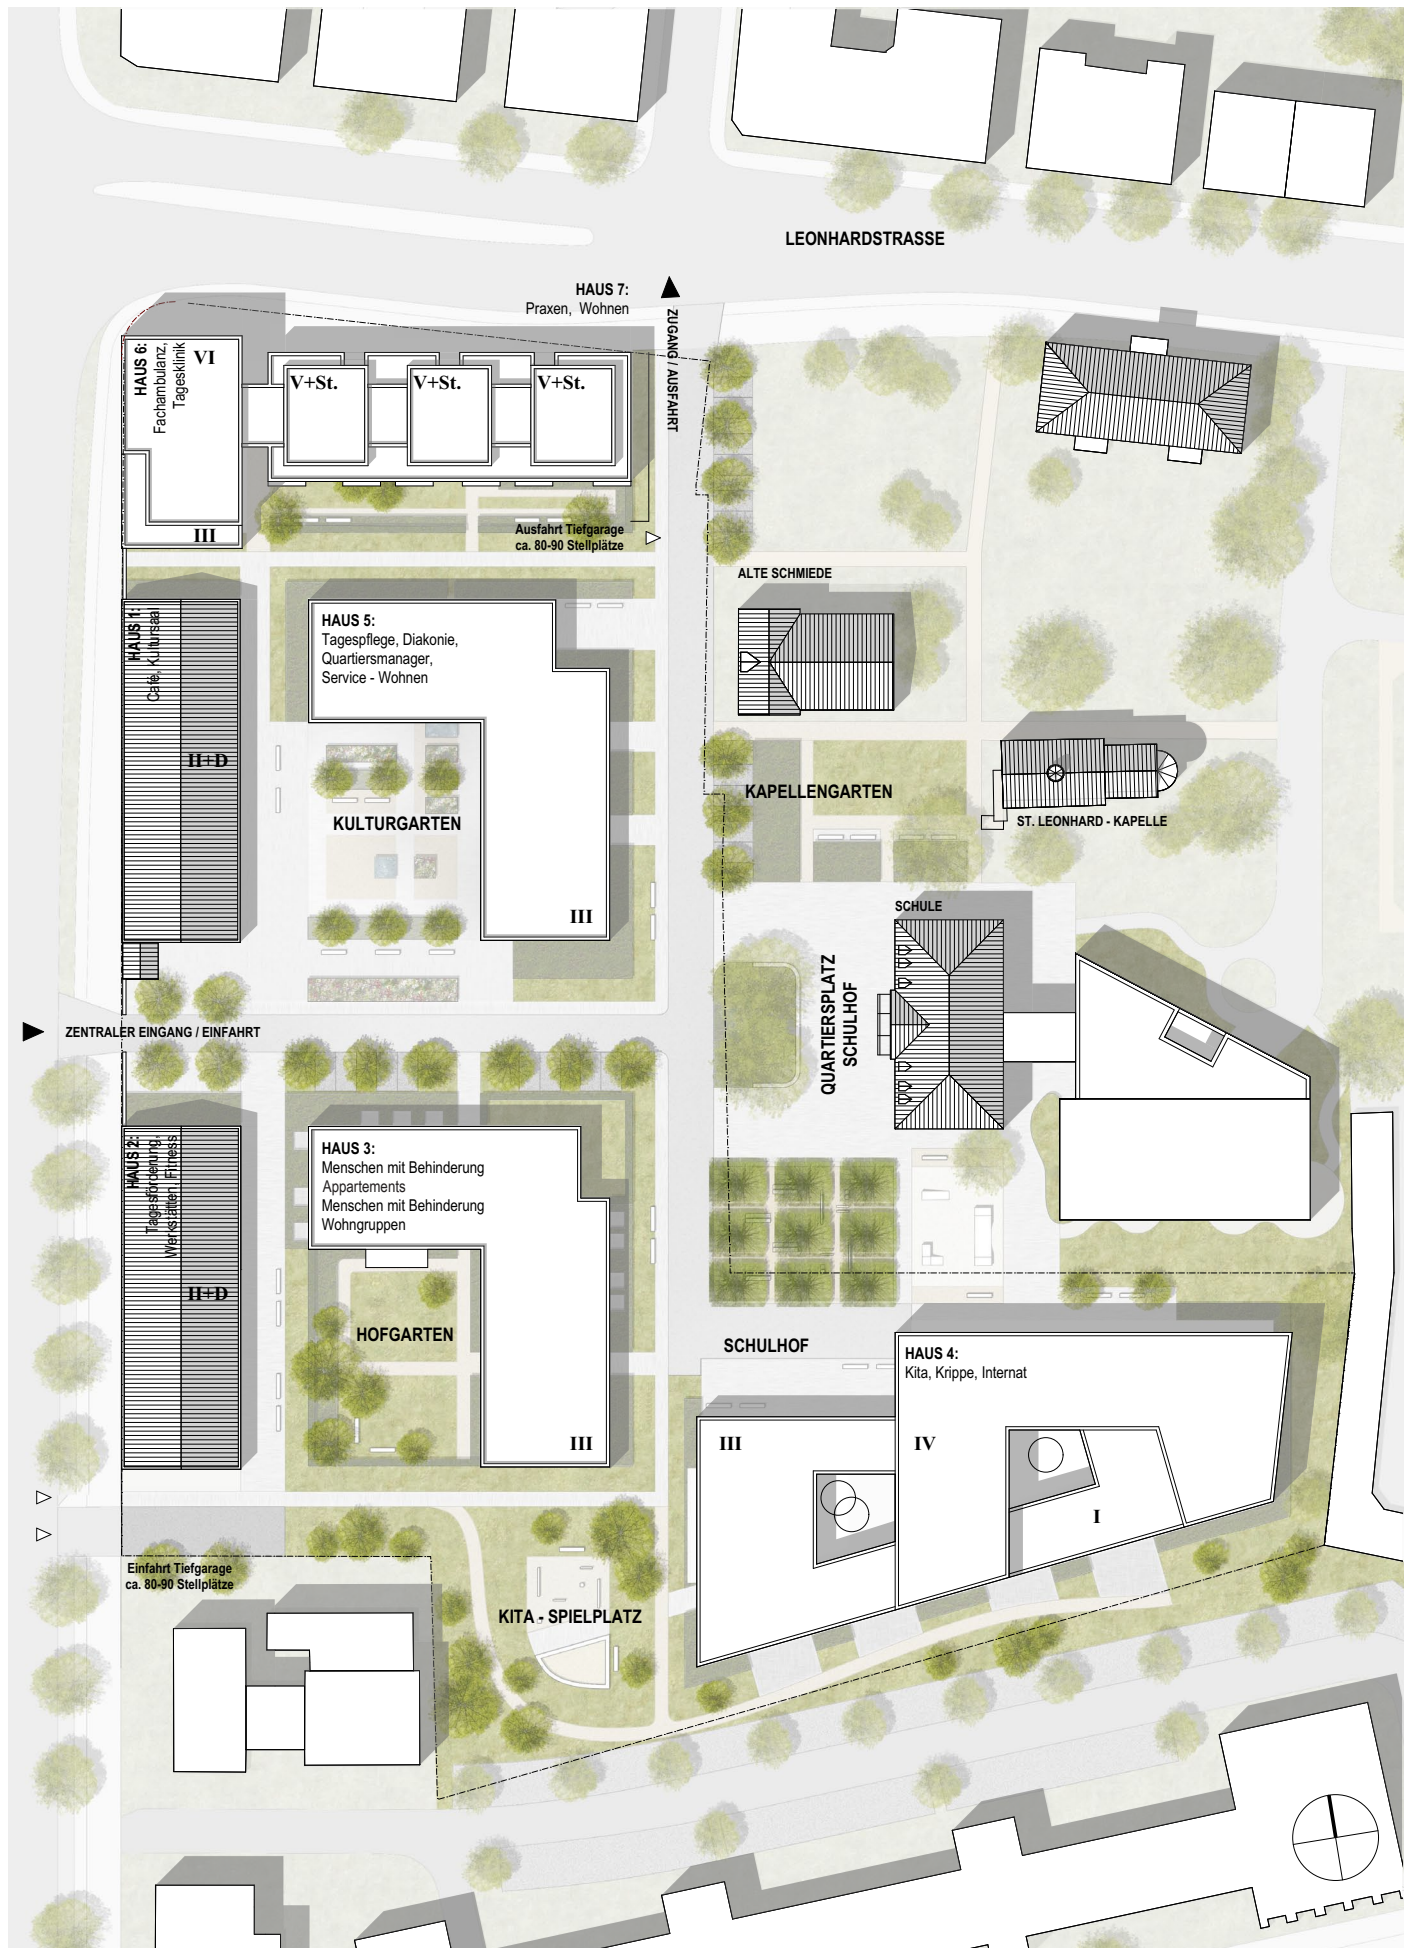 LEONHARDSTRASSE
HAUS 7:
Praxen, Wohnen
ZUGANG / AUSFAHRT
HAUS 6:
Fachambulanz,
Tagesklinik
VI
V+St.
V+St.
V+St.
III
Ausfahrt Tiefgarage
ca. 80-90 Stellplätze
ALTE SCHMIEDE
HAUS 1:
Café, Kultursaal
II+D
HAUS 5:
Tagespflege, Diakonie,
Quartiersmanager,
Service - Wohnen
III
KULTURGARTEN
KAPELLENGARTEN
ST. LEONHARD - KAPELLE
SCHULE
QUARTIERSPLATZ
SCHULHOF
ZENTRALER EINGANG / EINFAHRT
HAUS 2:
Tagesförderung,
Werkstätten, Fitness
II+D
HAUS 3:
Menschen mit Behinderung
Appartements
Menschen mit Behinderung
Wohngruppen
III
HOFGARTEN
SCHULHOF
HAUS 4:
Kita, Krippe, Internat
III
IV
I
Einfahrt Tiefgarage
ca. 80-90 Stellplätze
KITA - SPIELPLATZ